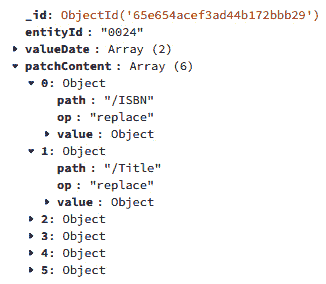 _id: ObjectId('65e654acef3ad44b172bbb29')
entityId: "0024"
valueDate: Array (2)
patchContent: Array (6)
0: Object
path: "/ISBN"
op: "replace"
value: Object
1: Object
path: "/Title"
op: "replace"
value: Object
2: Object
3: Object
4: Object
5: Object